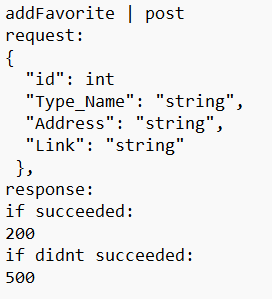 addFavorite | post
request:
{
  "id": int
  "Type_Name": "string",
  "Address": "string",
  "Link": "string"
 },
response:
if succeeded:
200
if didnt succeeded:
500